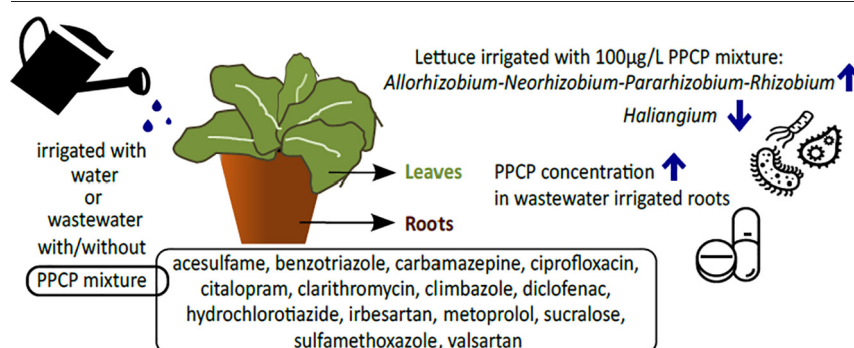 Lettuce irrigated with 100µg/L PPCP mixture:
Allorhizobium-Neorhizobium-Pararhizobium-Rhizobium
Haliangium
irrigated with
water
or
wastewater
with/without
PPCP mixture
Leaves
Roots
PPCP concentration
in wastewater irrigated roots
acesulfame, benzotriazole, carbamazepine, ciprofloxacin,
citalopram, clarithromycin, climbazole, diclofenac,
hydrochlorotiazide, irbesartan, metoprolol, sucralose,
sulfamethoxazole, valsartan